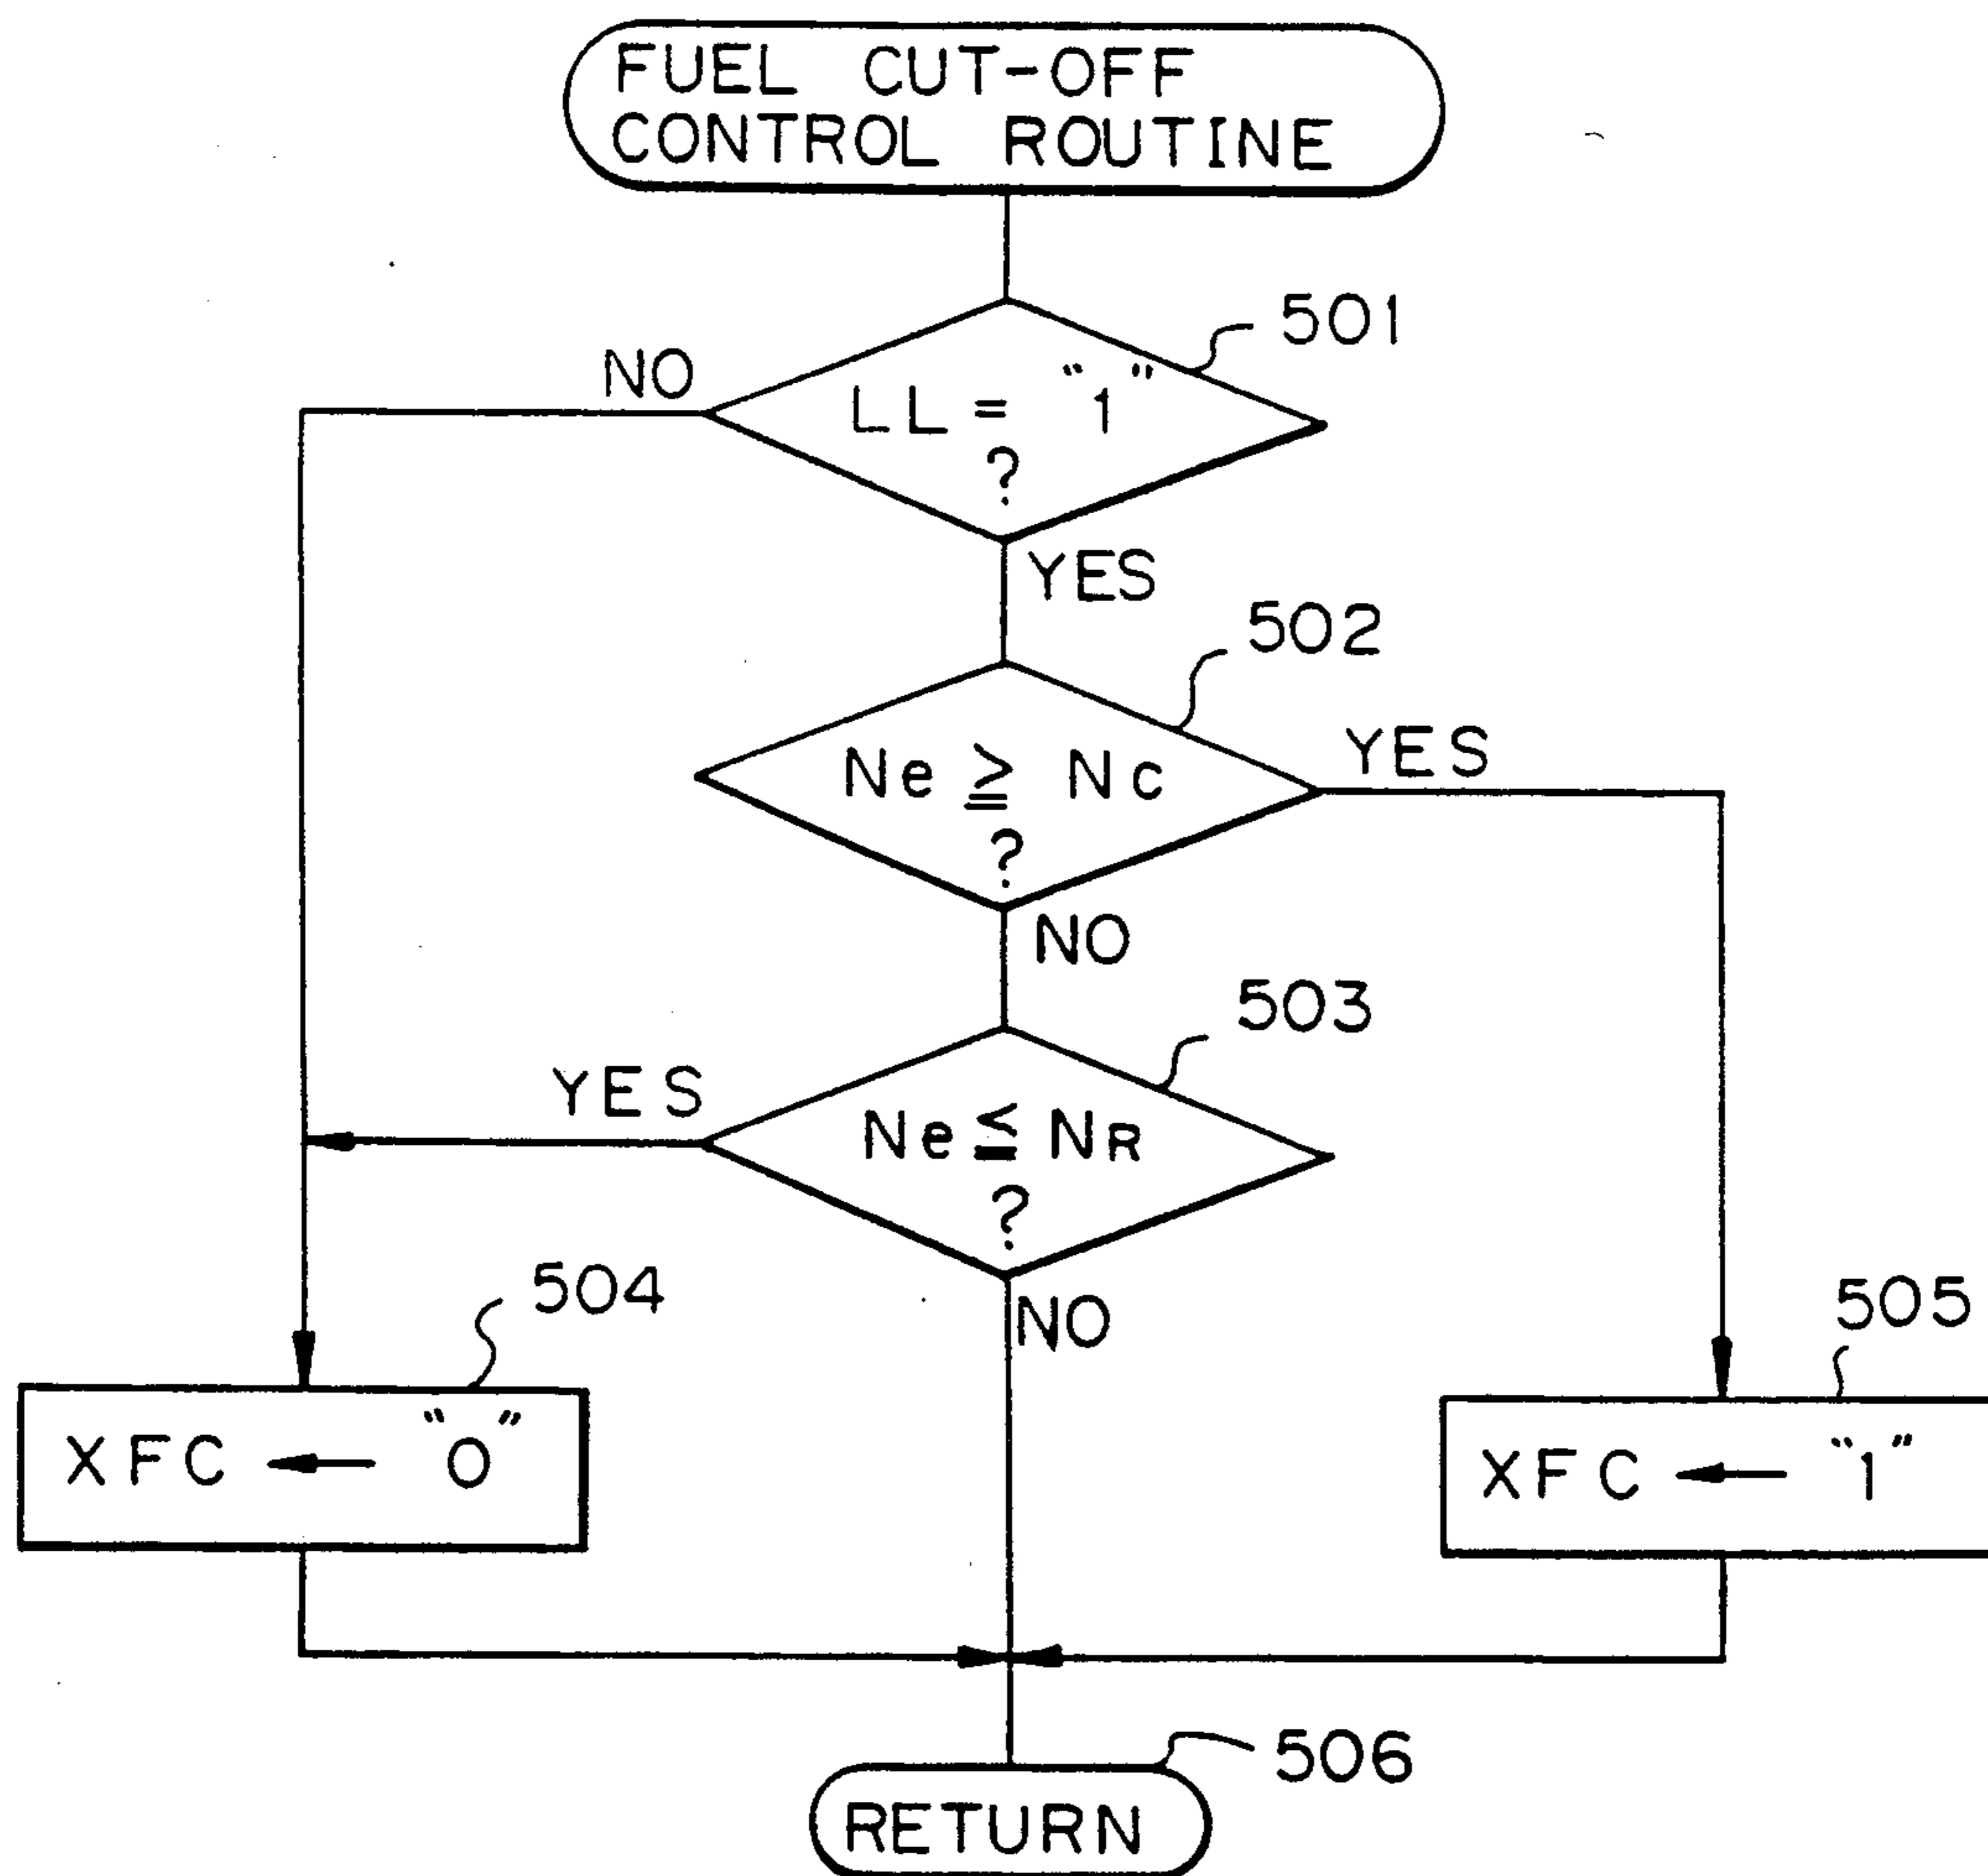 FUEL CUT-OFF
CONTROL ROUTINE
501
NO
LL = "1"
?
YES
502
Ne ≧ Nc
?
YES
NO
503
YES
Ne ≦ NR
?
NO
504
505
XFC ← "0"
XFC ← "1"
506
RETURN